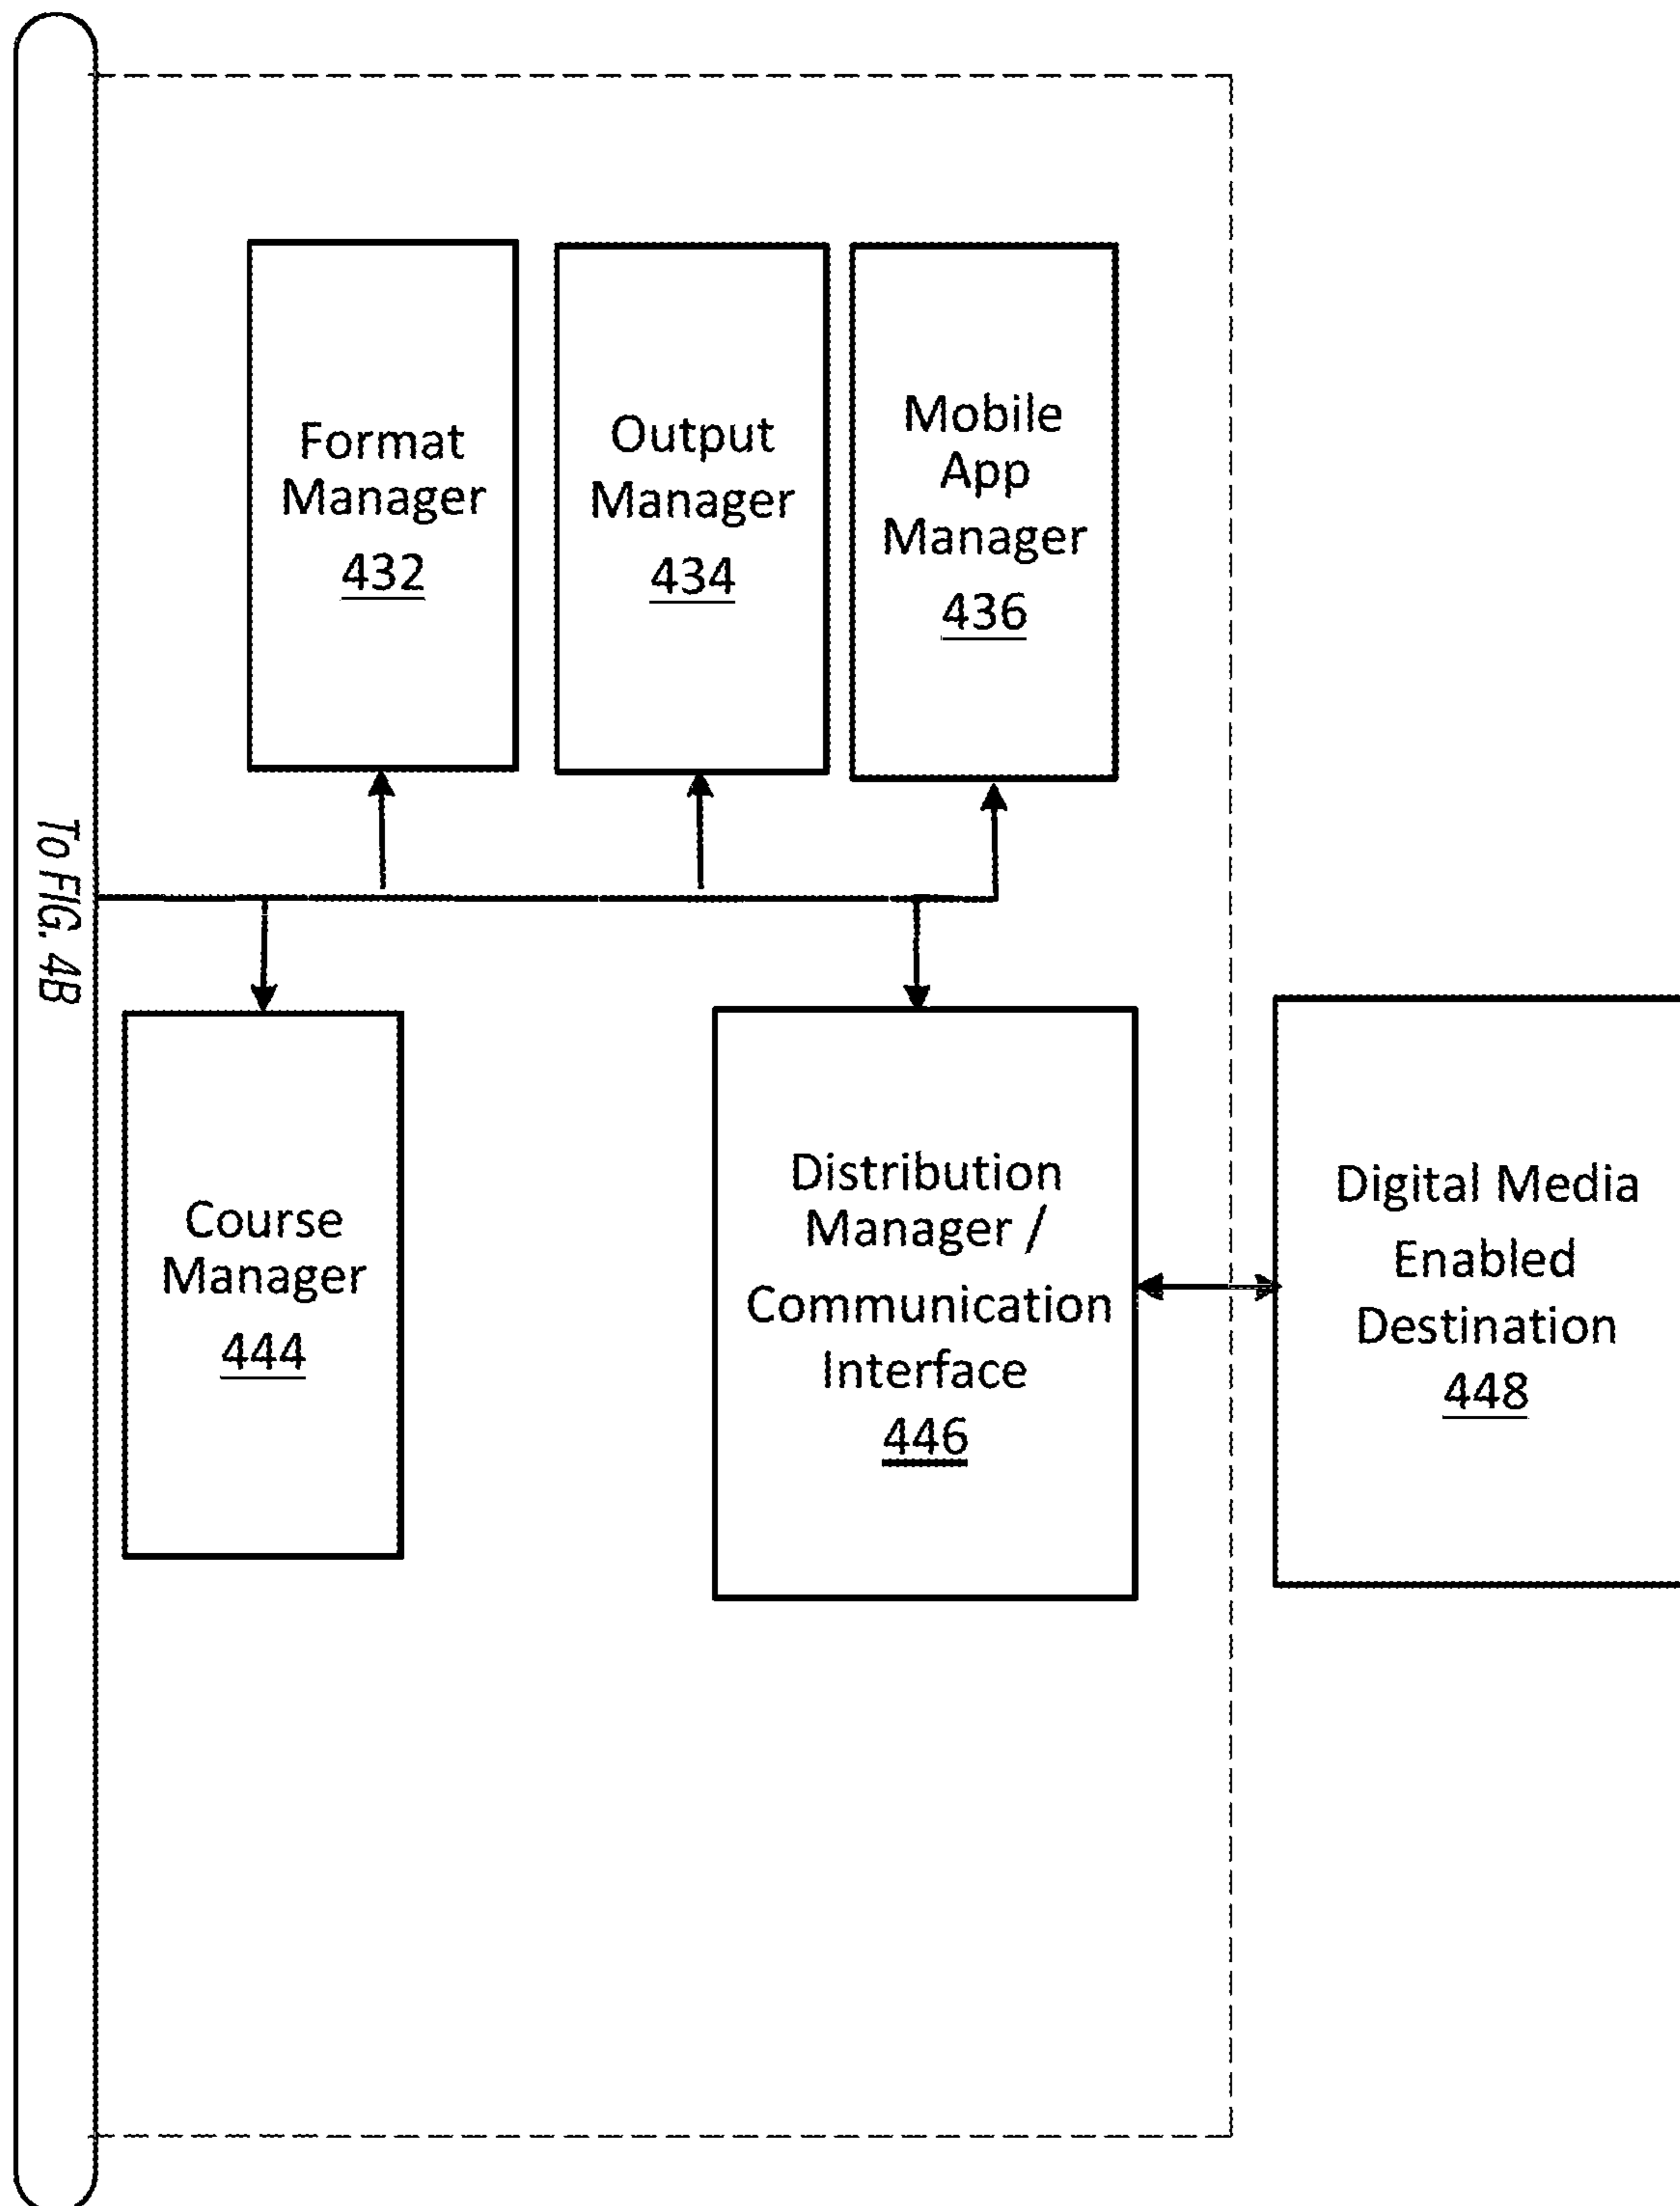 Format
Manager
432
Output
Manager
434
Mobile
App
Manager
436
To FIG. 4B
Course
Manager
444
Distribution
Manager /
Communication
Interface
446
Digital Media
Enabled
Destination
448